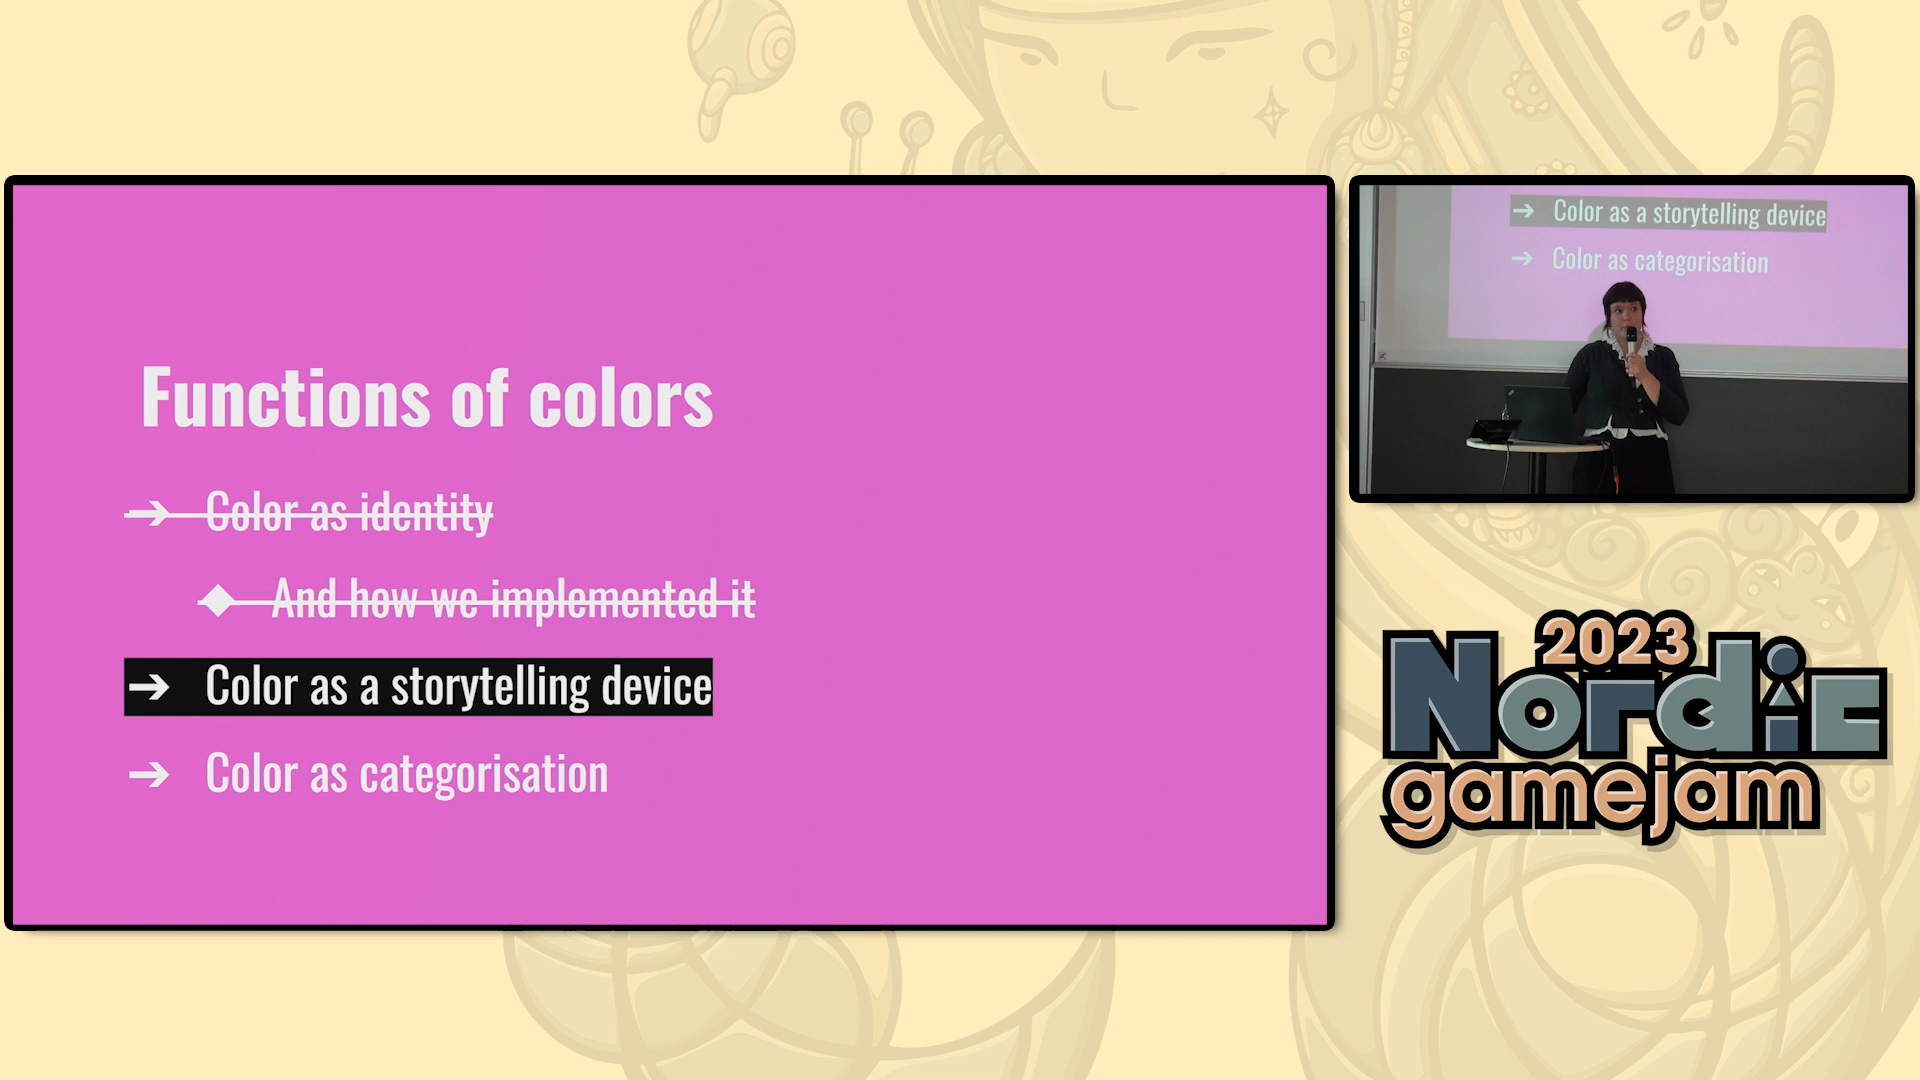 Functions of colors
➔ Color as identity
◆ And how we implemented it
➔ Color as a storytelling device
➔ Color as categorisation
➔ Color as a storytelling device
➔ Color as categorisation
2023
Nordic
gamejam